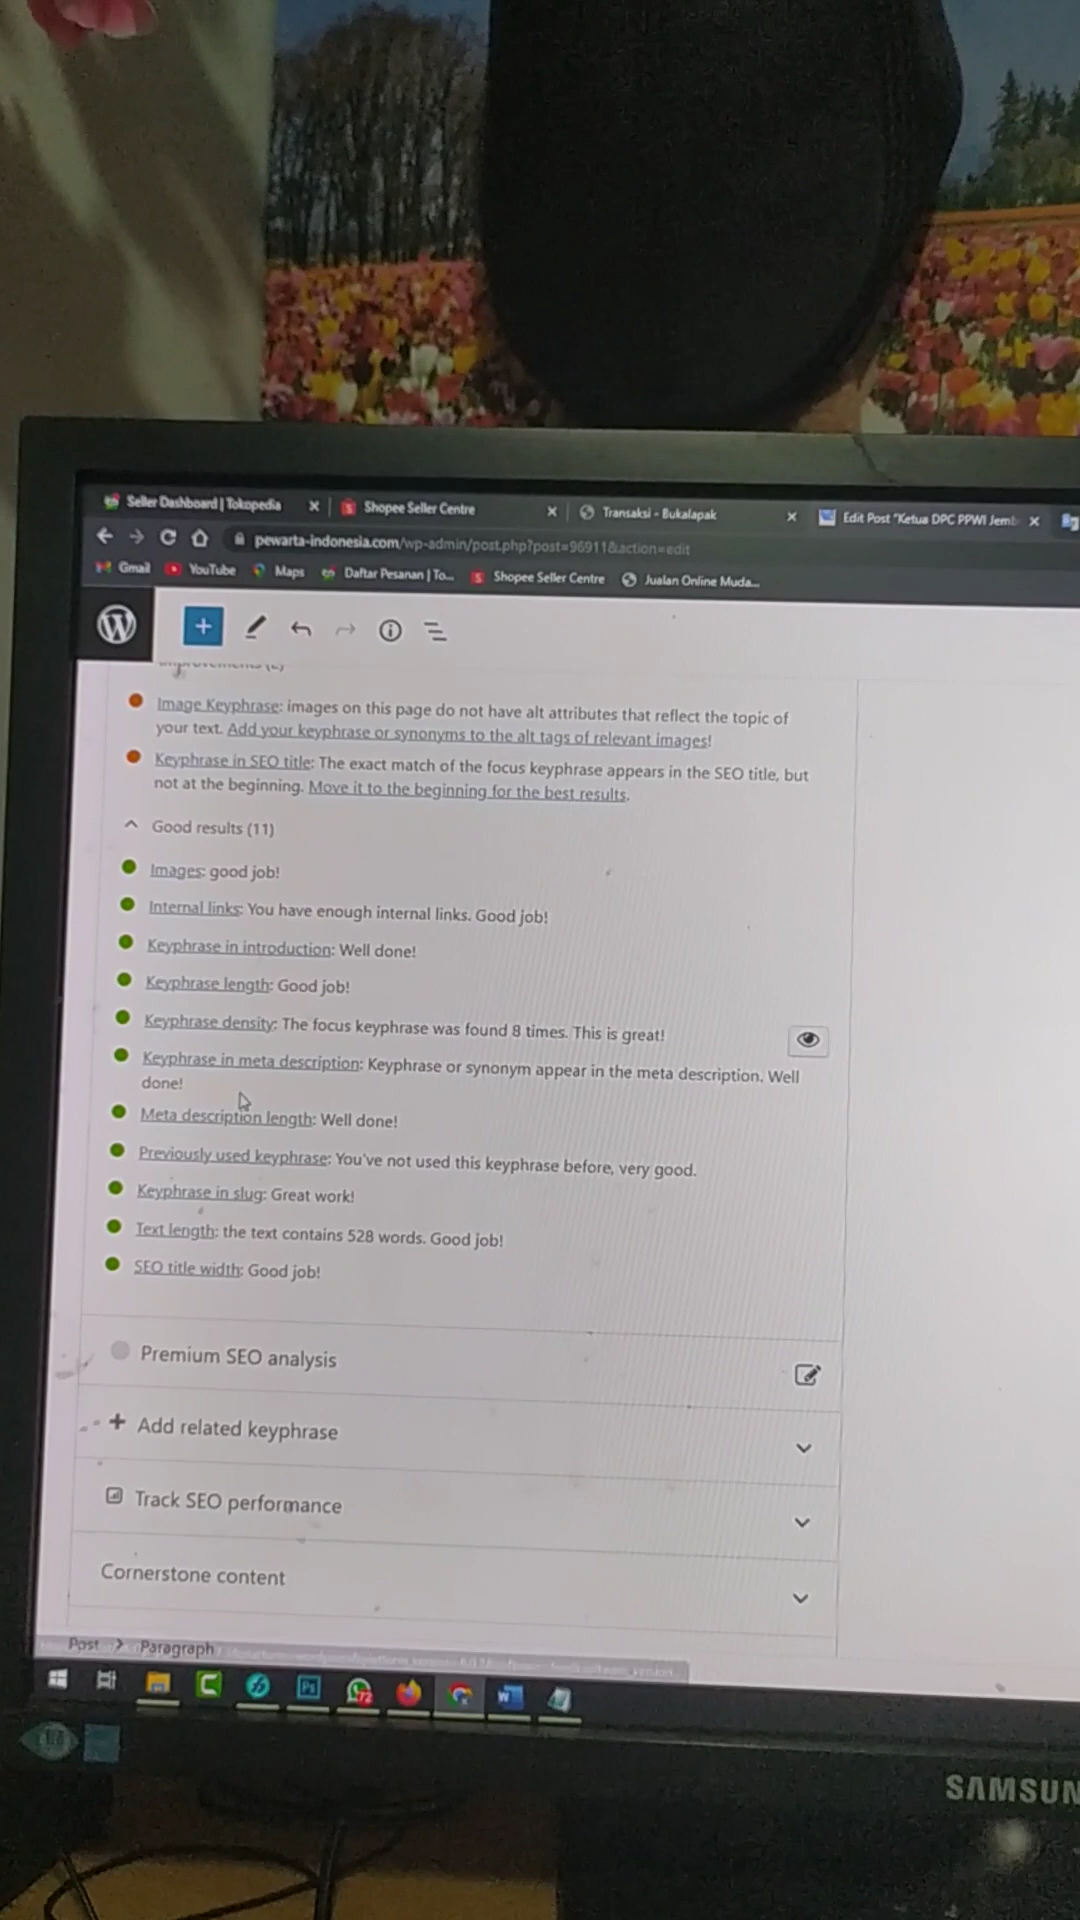 Seller Dashboard | Tokopedia
Shopee Seller Centre
Transaksi - Bukalapak
Edit Post "Ketua DPC PPWI Jemb
pewarta-indonesia.com/wp-admin/post.php?post=96911&action=edit
Gmail
YouTube
Maps
Daftar Pesanan | To...
Shopee Seller Centre
Jualan Online Muda...
Image Keyphrase: images on this page do not have alt attributes that reflect the topic of
your text. Add your keyphrase or synonyms to the alt tags of relevant images!
Keyphrase in SEO title: The exact match of the focus keyphrase appears in the SEO title, but
not at the beginning. Move it to the beginning for the best results.
Good results (11)
Images: good job!
Internal links: You have enough internal links. Good job!
Keyphrase in introduction: Well done!
Keyphrase length: Good job!
Keyphrase density: The focus keyphrase was found 8 times. This is great!
Keyphrase in meta description: Keyphrase or synonym appear in the meta description. Well
done!
Meta description length: Well done!
Previously used keyphrase: You've not used this keyphrase before, very good.
Keyphrase in slug: Great work!
Text length: the text contains 528 words. Good job!
SEO title width: Good job!
Premium SEO analysis
Add related keyphrase
Track SEO performance
Cornerstone content
Post
Paragraph
Ps
72
W
SAMSUN